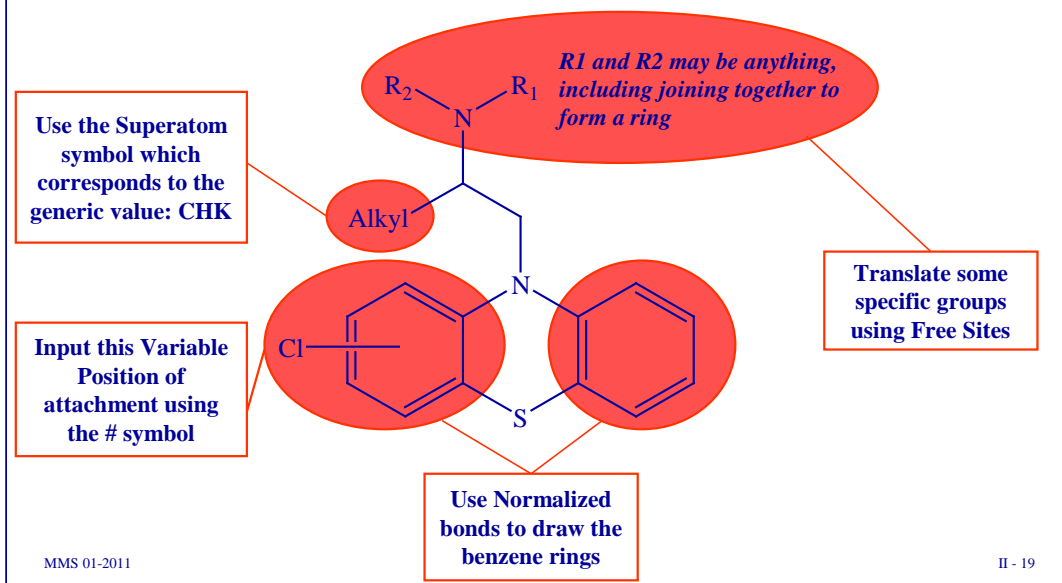 R1 and R2 may be anything,
including joining together to
form a ring
R₂
R₁
N
Use the Superatom
symbol which
corresponds to the
generic value: CHK
Alkyl
Translate some
specific groups
using Free Sites
N
Input this Variable
Position of
attachment using
the # symbol
Cl
S
Use Normalized
bonds to draw the
benzene rings
MMS 01-2011
II - 19